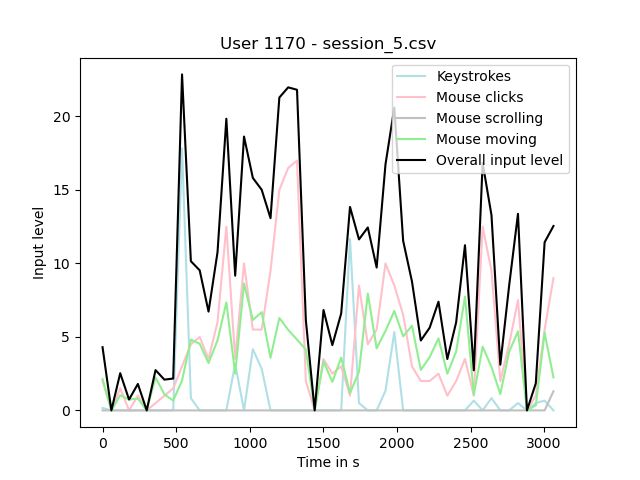 User 1170 - session_5.csv
Keystrokes
Mouse clicks
Mouse scrolling
Mouse moving
Overall input level
Input level
20
15
10
5
0
0 500 1000 1500 2000 2500 3000
Time in s